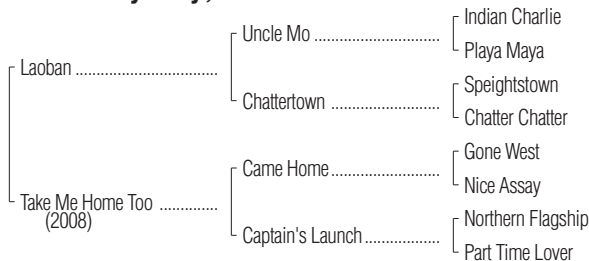 Indian Charlie
Uncle Mo ..............................
Playa Maya
Laoban ..................................
Speightstown
Chattertown ..........................
Chatter Chatter
Gone West
Came Home ..........................
Nice Assay
Take Me Home Too ..............
(2008)
Northern Flagship
Captain's Launch ..................
Part Time Lover